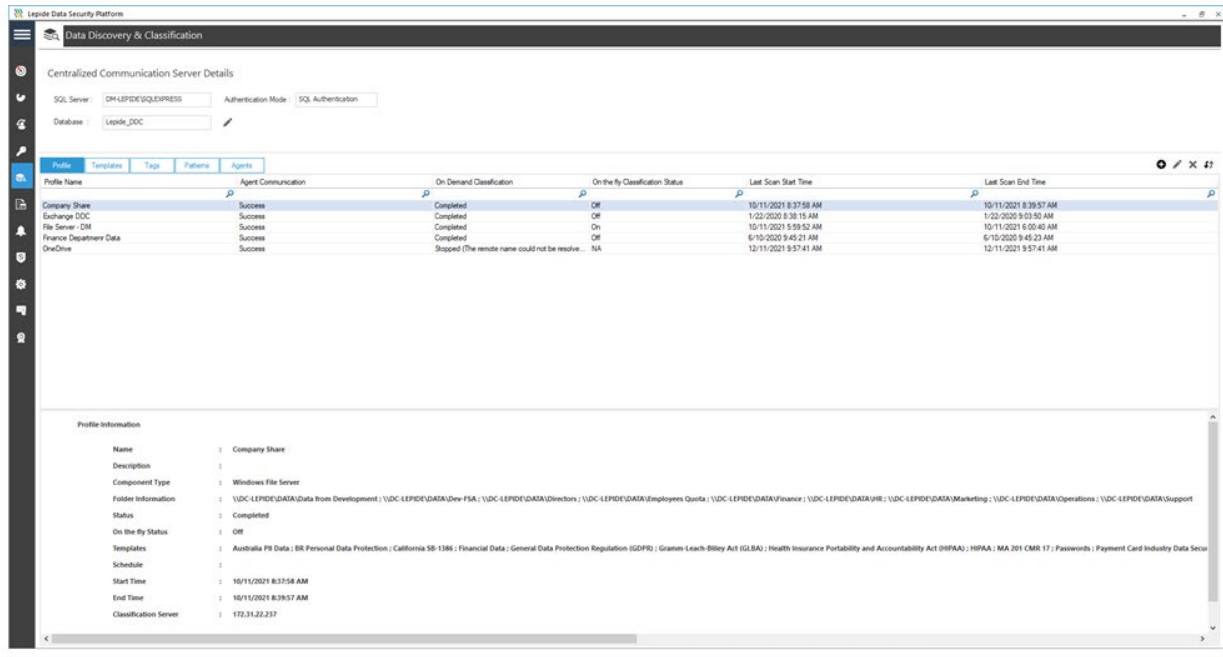 Lepide Data Security Platform
Data Discovery & Classification
Centralized Communication Server Details
SQL Server : DM-LEPIDE\SQLEXPRESS Authentication Mode : SQL Authentication
Database : Lepide_DDC
Profile Templates Tags Patterns Agents
Profile Name Agent Communication On Demand Classification On the fly Classification Status Last Scan Start Time Last Scan End Time
Company Share Success Completed Off 10/11/2021 8:37:58 AM 10/11/2021 8:39:57 AM
Exchange DDC Success Completed Off 1/22/2020 8:38:15 AM 1/22/2020 9:03:50 AM
File Server - DM Success Completed On 10/11/2021 5:59:52 AM 10/11/2021 6:00:40 AM
Finance Departmenr Data Success Completed Off 6/10/2020 9:45:21 AM 6/10/2020 9:45:23 AM
OneDrive Success Stopped (The remote name could not be resolve... NA 12/11/2021 9:57:41 AM 12/11/2021 9:57:41 AM
Profile Information
Name : Company Share
Description :
Component Type : Windows File Server
Folder Information : \\DC-LEPIDE\DATA\Data from Development ; \\DC-LEPIDE\DATA\Dev-FSA ; \\DC-LEPIDE\DATA\Directors ; \\DC-LEPIDE\DATA\Employees Quota ; \\DC-LEPIDE\DATA\Finance ; \\DC-LEPIDE\DATA\HR ; \\DC-LEPIDE\DATA\Marketing ; \\DC-LEPIDE\DATA\Operations ; \\DC-LEPIDE\DATA\Support
Status : Completed
On the fly Status : Off
Templates : Australia PII Data ; BR Personal Data Protection ; California SB-1386 ; Financial Data ; General Data Protection Regulation (GDPR) ; Gramm-Leach-Bliley Act (GLBA) ; Health Insurance Portability and Accountability Act (HIPAA) ; HIPAA ; MA 201 CMR 17 ; Passwords ; Payment Card Industry Data Secu
Schedule :
Start Time : 10/11/2021 8:37:58 AM
End Time : 10/11/2021 8:39:57 AM
Classification Server : 172.31.22.237